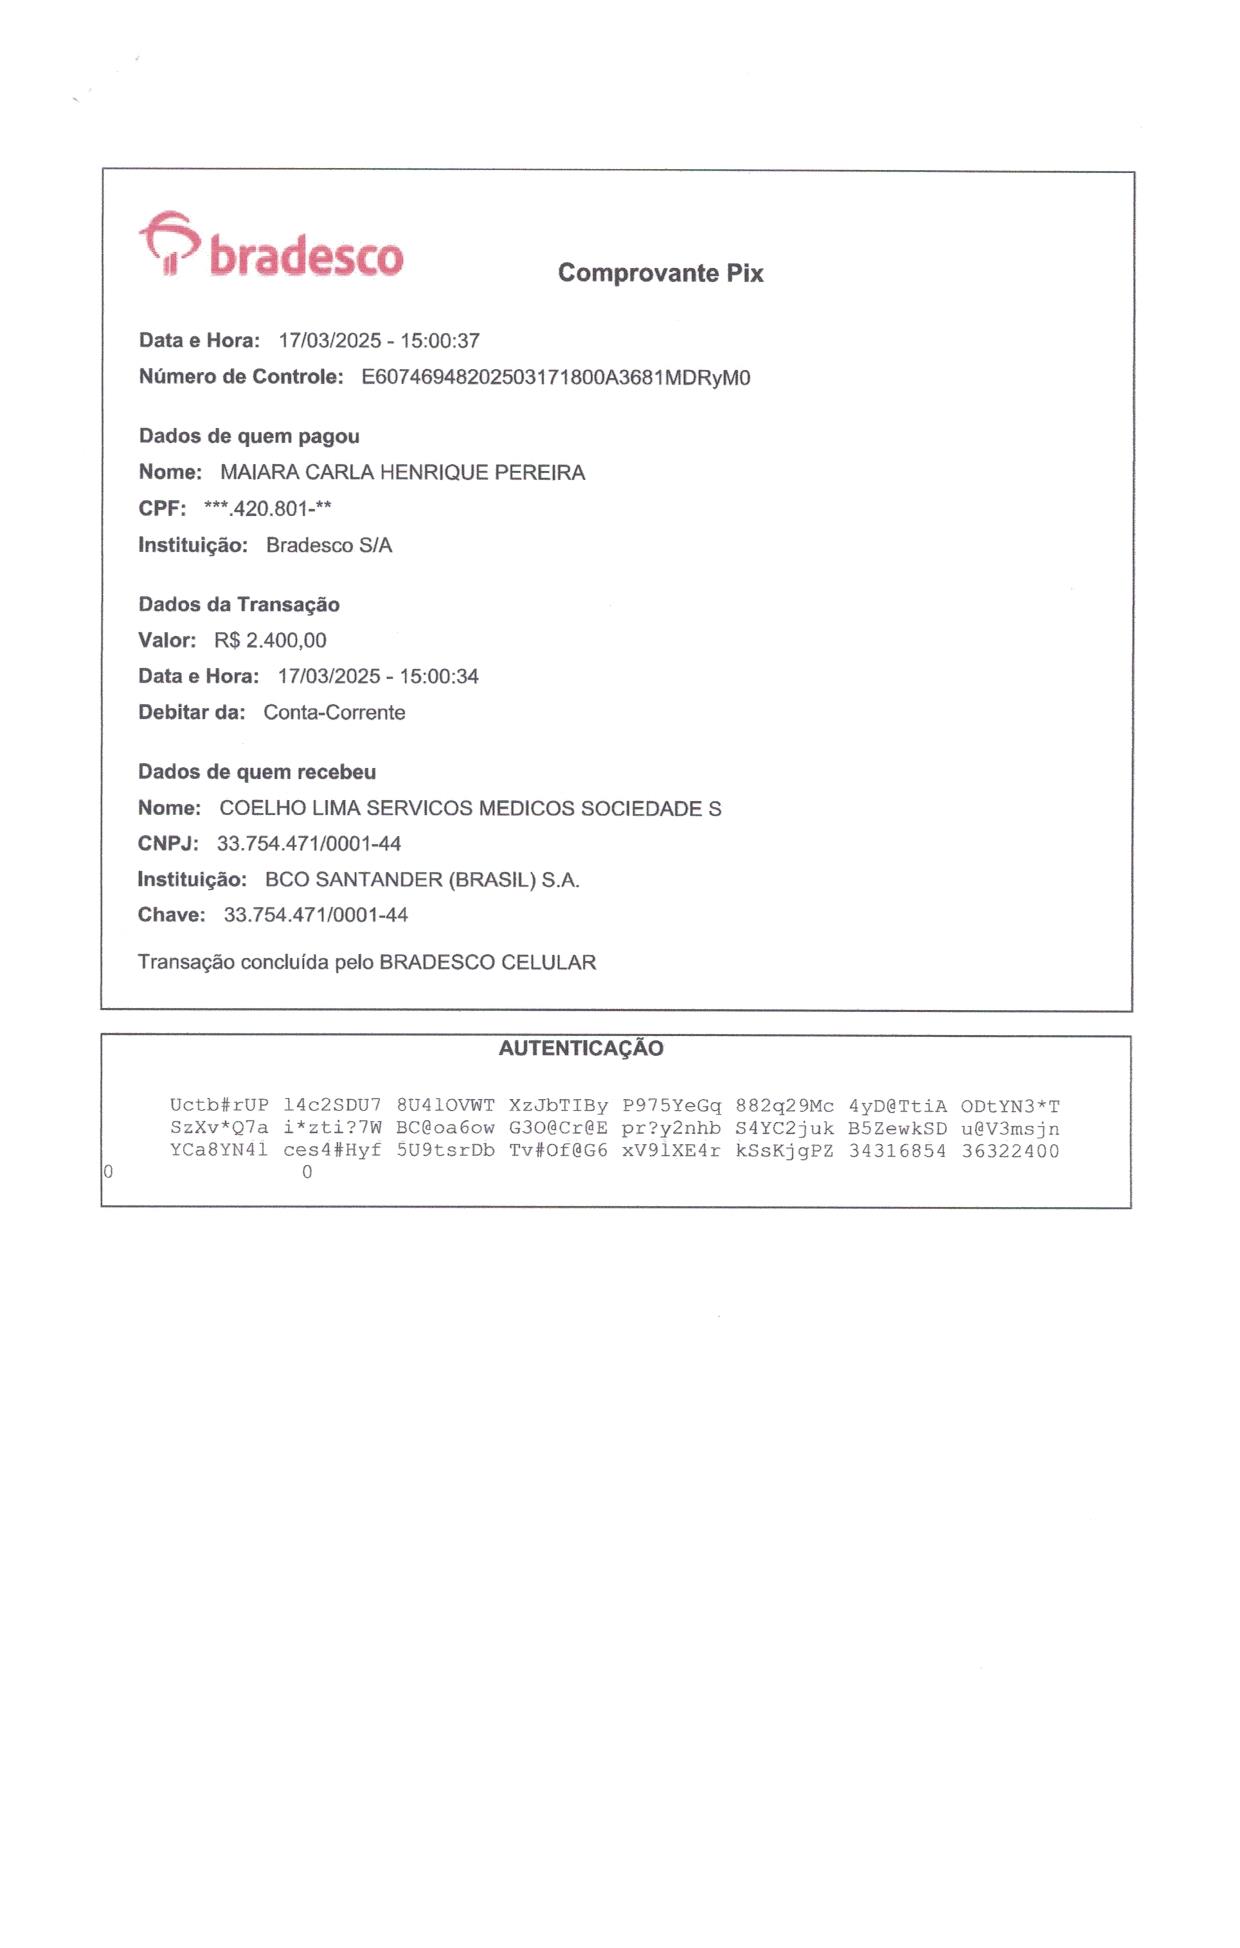 bradesco
Comprovante Pix
Data e Hora: 17/03/2025 - 15:00:37
Número de Controle: E60746948202503171800A3681MDRyM0
Dados de quem pagou
Nome: MAIARA CARLA HENRIQUE PEREIRA
CPF: ***.420.801-**
Instituição: Bradesco S/A
Dados da Transação
Valor: R$ 2.400,00
Data e Hora: 17/03/2025 - 15:00:34
Debitar da: Conta-Corrente
Dados de quem recebeu
Nome: COELHO LIMA SERVICOS MEDICOS SOCIEDADE S
CNPJ: 33.754.471/0001-44
Instituição: BCO SANTANDER (BRASIL) S.A.
Chave: 33.754.471/0001-44
Transação concluída pelo BRADESCO CELULAR
AUTENTICAÇÃO
Uctb#rUP l4c2SDU7 8U4lOVWT XzJbTIBy P975YeGq 882q29Mc 4yD@TtiA ODtYN3*T
SzXv*Q7a i*zti?7W BC@oa6ow G3O@Cr@E pr?y2nhb S4YC2juk B5ZewkSD u@V3msjn
YCa8YN4l ces4#Hyf 5U9tsrDb Tv#Of@G6 xV9lXE4r kSsKjgPZ 34316854 36322400
0 0